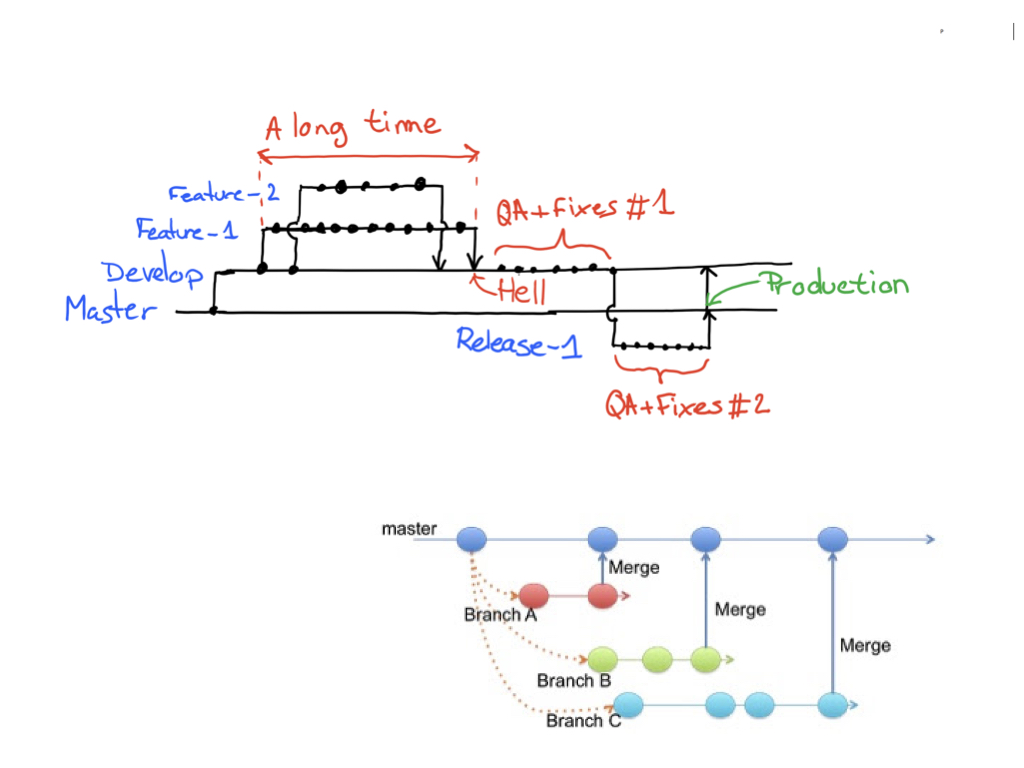 A long time
Feature-2
Feature-1
QA+Fixes #1
Develop
Hell
Production
Master
Release-1
QA+Fixes #2
master
Merge
Branch A
Merge
Merge
Branch B
Branch C